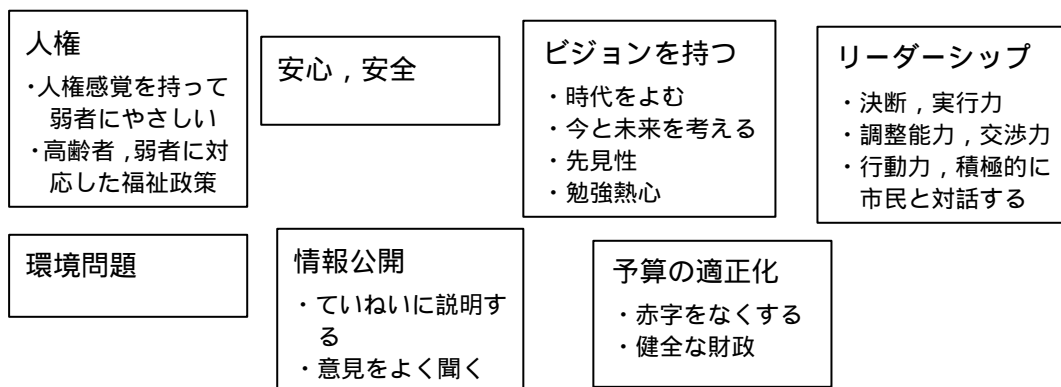 人権
・人権感覚を持って
弱者にやさしい
・高齢者，弱者に対
応した福祉政策
安心，安全
ビジョンを持つ
・時代をよむ
・今と未来を考える
・先見性
・勉強熱心
リーダーシップ
・決断，実行力
・調整能力，交渉力
・行動力，積極的に
市民と対話する
環境問題
情報公開
・ていねいに説明す
る
・意見をよく聞く
予算の適正化
・赤字をなくする
・健全な財政